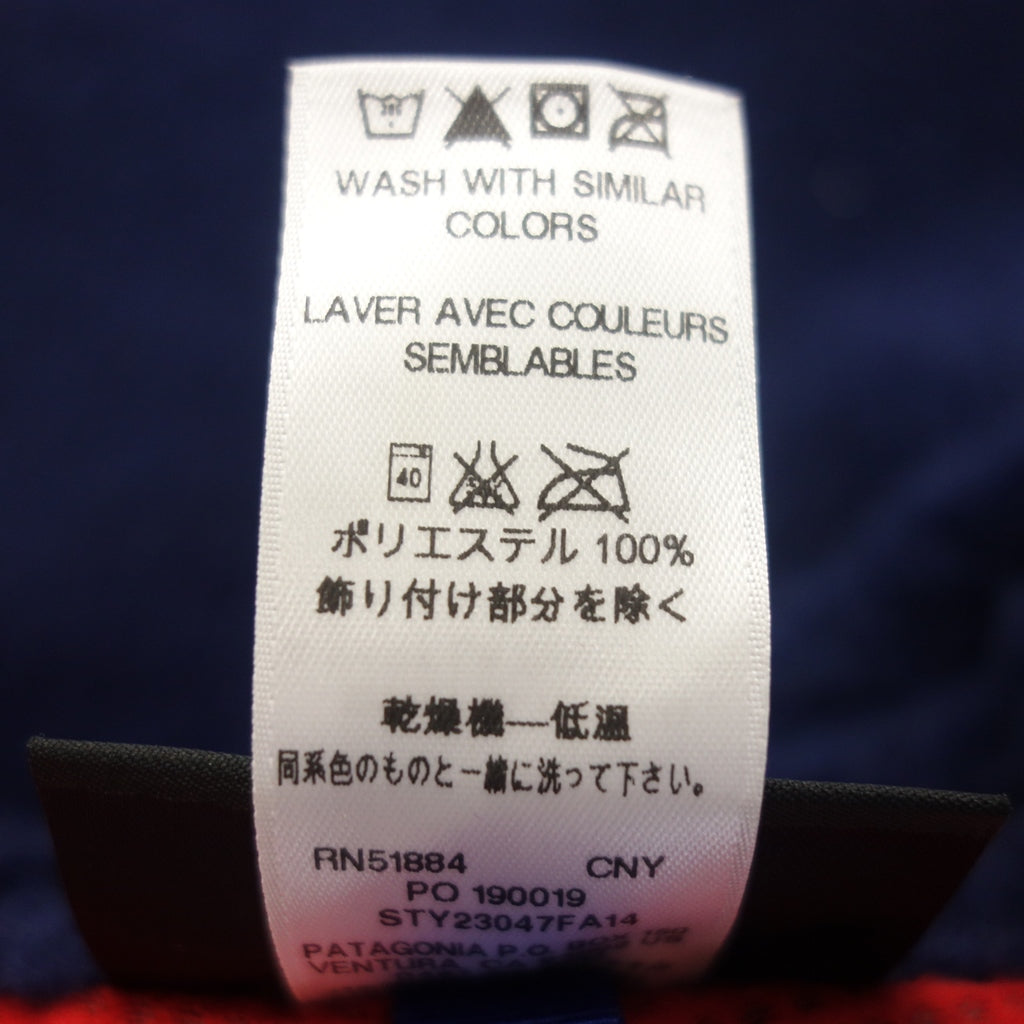 WASH WITH SIMILAR
COLORS
LAVER AVEC COULEURS
SEMBLABLES
40
ポリエステル 100%
飾り付け部分を除く
乾燥機—低温
同系色のものと一緒に洗って下さい。
RN51884 CNY
PO 190019
STY23047FA14
PATAGONIA P.O. BOX 150
VENTURA